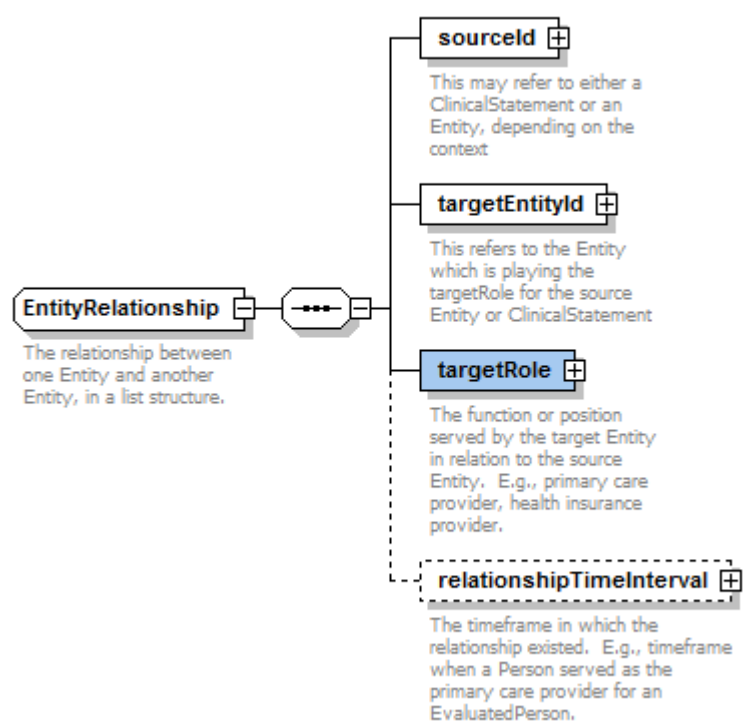 sourceId
This may refer to either a
ClinicalStatement or an
Entity, depending on the
context
targetEntityId
This refers to the Entity
which is playing the
targetRole for the source
Entity or ClinicalStatement
EntityRelationship
The relationship between
one Entity and another
Entity, in a list structure.
targetRole
The function or position
served by the target Entity
in relation to the source
Entity.  E.g., primary care
provider, health insurance
provider.
relationshipTimeInterval
The timeframe in which the
relationship existed.  E.g., timeframe
when a Person served as the
primary care provider for an
EvaluatedPerson.